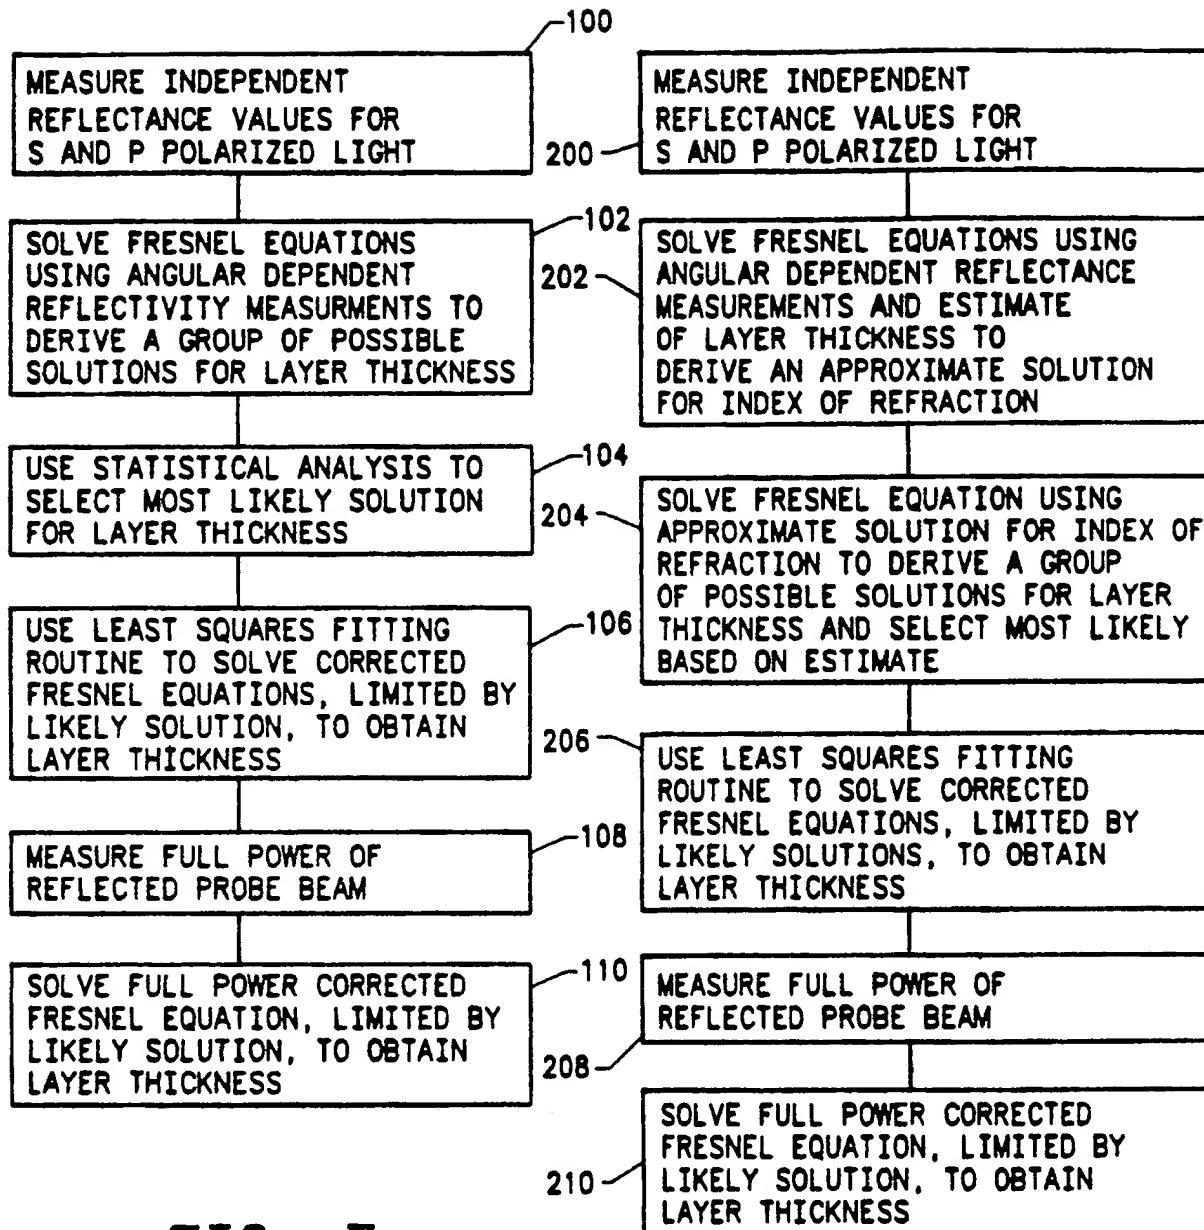 100
MEASURE INDEPENDENT
REFLECTANCE VALUES FOR
S AND P POLARIZED LIGHT
102
SOLVE FRESNEL EQUATIONS
USING ANGULAR DEPENDENT
REFLECTIVITY MEASURMENTS TO
DERIVE A GROUP OF POSSIBLE
SOLUTIONS FOR LAYER THICKNESS
104
USE STATISTICAL ANALYSIS TO
SELECT MOST LIKELY SOLUTION
FOR LAYER THICKNESS
106
USE LEAST SQUARES FITTING
ROUTINE TO SOLVE CORRECTED
FRESNEL EQUATIONS, LIMITED BY
LIKELY SOLUTION, TO OBTAIN
LAYER THICKNESS
108
MEASURE FULL POWER OF
REFLECTED PROBE BEAM
110
SOLVE FULL POWER CORRECTED
FRESNEL EQUATION, LIMITED BY
LIKELY SOLUTION, TO OBTAIN
LAYER THICKNESS
200
MEASURE INDEPENDENT
REFLECTANCE VALUES FOR
S AND P POLARIZED LIGHT
202
SOLVE FRESNEL EQUATIONS USING
ANGULAR DEPENDENT REFLECTANCE
MEASUREMENTS AND ESTIMATE
OF LAYER THICKNESS TO
DERIVE AN APPROXIMATE SOLUTION
FOR INDEX OF REFRACTION
204
SOLVE FRESNEL EQUATION USING
APPROXIMATE SOLUTION FOR INDEX OF
REFRACTION TO DERIVE A GROUP
OF POSSIBLE SOLUTIONS FOR LAYER
THICKNESS AND SELECT MOST LIKELY
BASED ON ESTIMATE
206
USE LEAST SQUARES FITTING
ROUTINE TO SOLVE CORRECTED
FRESNEL EQUATIONS, LIMITED BY
LIKELY SOLUTIONS, TO OBTAIN
LAYER THICKNESS
208
MEASURE FULL POWER OF
REFLECTED PROBE BEAM
210
SOLVE FULL POWER CORRECTED
FRESNEL EQUATION, LIMITED BY
LIKELY SOLUTION, TO OBTAIN
LAYER THICKNESS